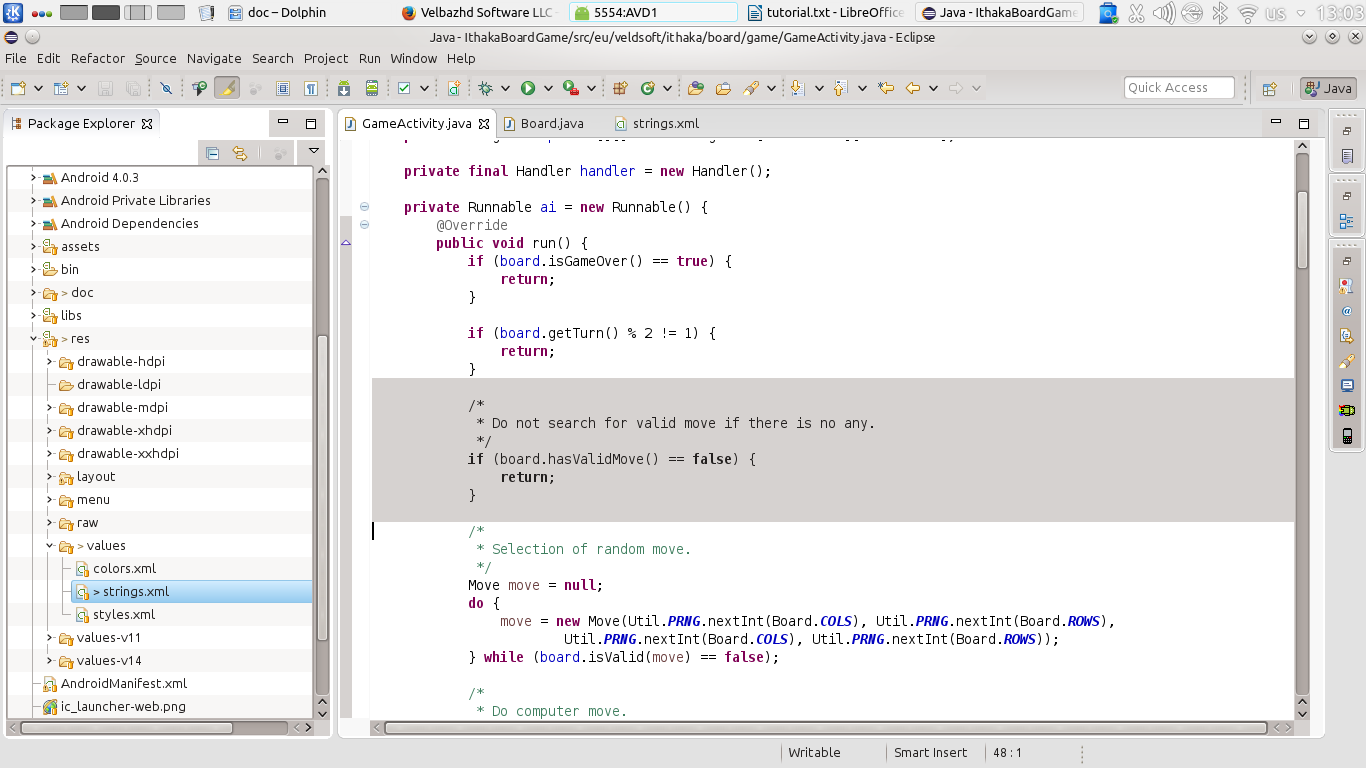 doc – Dolphin
Velbazhd Software LLC
5554:AVD1
tutorial.txt - LibreOffice
Java - IthakaBoardGame
us
13:03
Java - IthakaBoardGame/src/eu/veldsoft/ithaka/board/game/GameActivity.java - Eclipse
File Edit Refactor Source Navigate Search Project Run Window Help
Quick Access
Java
Package Explorer
GameActivity.java
Board.java
strings.xml
Android 4.0.3
Android Private Libraries
Android Dependencies
assets
bin
> doc
libs
> res
drawable-hdpi
drawable-ldpi
drawable-mdpi
drawable-xhdpi
drawable-xxhdpi
layout
menu
raw
> values
colors.xml
> strings.xml
styles.xml
values-v11
values-v14
AndroidManifest.xml
ic_launcher-web.png
private final Handler handler = new Handler();
private Runnable ai = new Runnable() {
@Override
public void run() {
if (board.isGameOver() == true) {
return;
}
if (board.getTurn() % 2 != 1) {
return;
}
/*
* Do not search for valid move if there is no any.
*/
if (board.hasValidMove() == false) {
return;
}
/*
* Selection of random move.
*/
Move move = null;
do {
move = new Move(Util.PRNG.nextInt(Board.COLS), Util.PRNG.nextInt(Board.ROWS),
Util.PRNG.nextInt(Board.COLS), Util.PRNG.nextInt(Board.ROWS));
} while (board.isValid(move) == false);
/*
* Do computer move.
Writable
Smart Insert
48 : 1